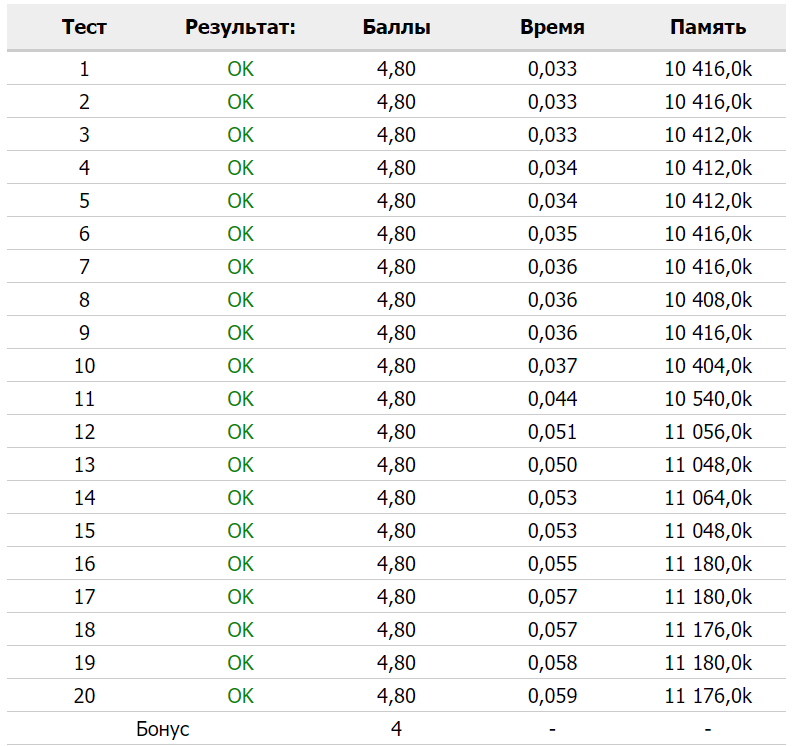 Тест Результат: Баллы Время Память
1 OK 4,80 0,033 10 416,0k
2 OK 4,80 0,033 10 416,0k
3 OK 4,80 0,033 10 412,0k
4 OK 4,80 0,034 10 412,0k
5 OK 4,80 0,034 10 412,0k
6 OK 4,80 0,035 10 416,0k
7 OK 4,80 0,036 10 416,0k
8 OK 4,80 0,036 10 408,0k
9 OK 4,80 0,036 10 416,0k
10 OK 4,80 0,037 10 404,0k
11 OK 4,80 0,044 10 540,0k
12 OK 4,80 0,051 11 056,0k
13 OK 4,80 0,050 11 048,0k
14 OK 4,80 0,053 11 064,0k
15 OK 4,80 0,053 11 048,0k
16 OK 4,80 0,055 11 180,0k
17 OK 4,80 0,057 11 180,0k
18 OK 4,80 0,057 11 176,0k
19 OK 4,80 0,058 11 180,0k
20 OK 4,80 0,059 11 176,0k
Бонус 4 - -